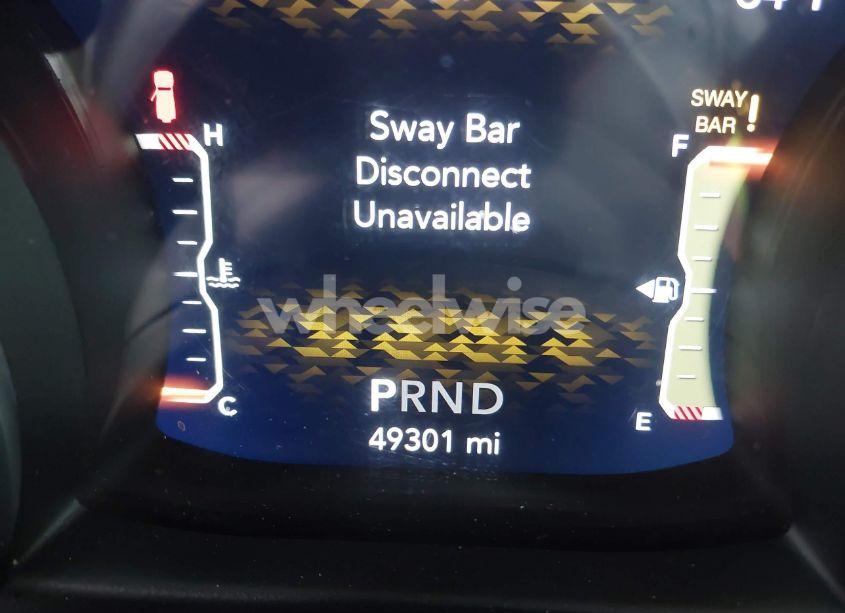 SWAY
BAR !
H
F
Sway Bar
Disconnect
Unavailable
wheelwise
PRND
C
E
49301 mi